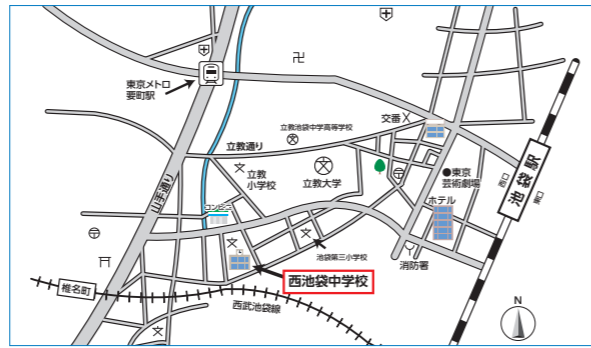 東京メトロ
要町駅
交番
立教池袋中学高等学校
立教通り
立教
小学校
立教大学
●東京
芸術劇場
西口
池袋駅
東口
山手通り
コンビニ
ホテル
池袋第三小学校
消防署
西池袋中学校
椎名町
西武池袋線
N